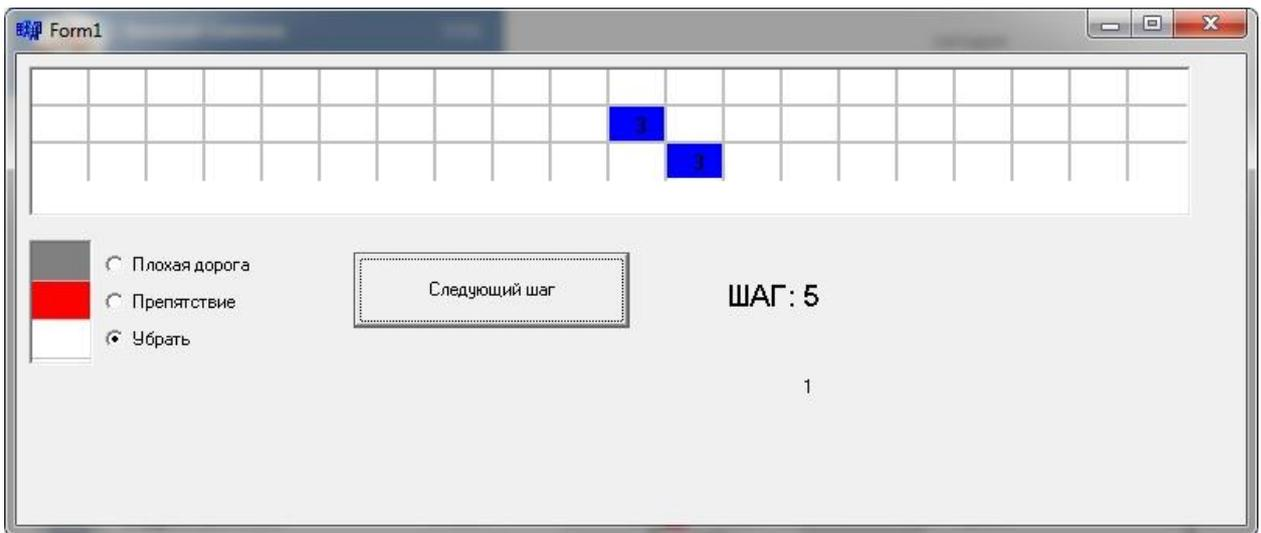 Form1
3
3
Плохая дорога
Препятствие
Убрать
Следующий шаг
ШАГ: 5
1